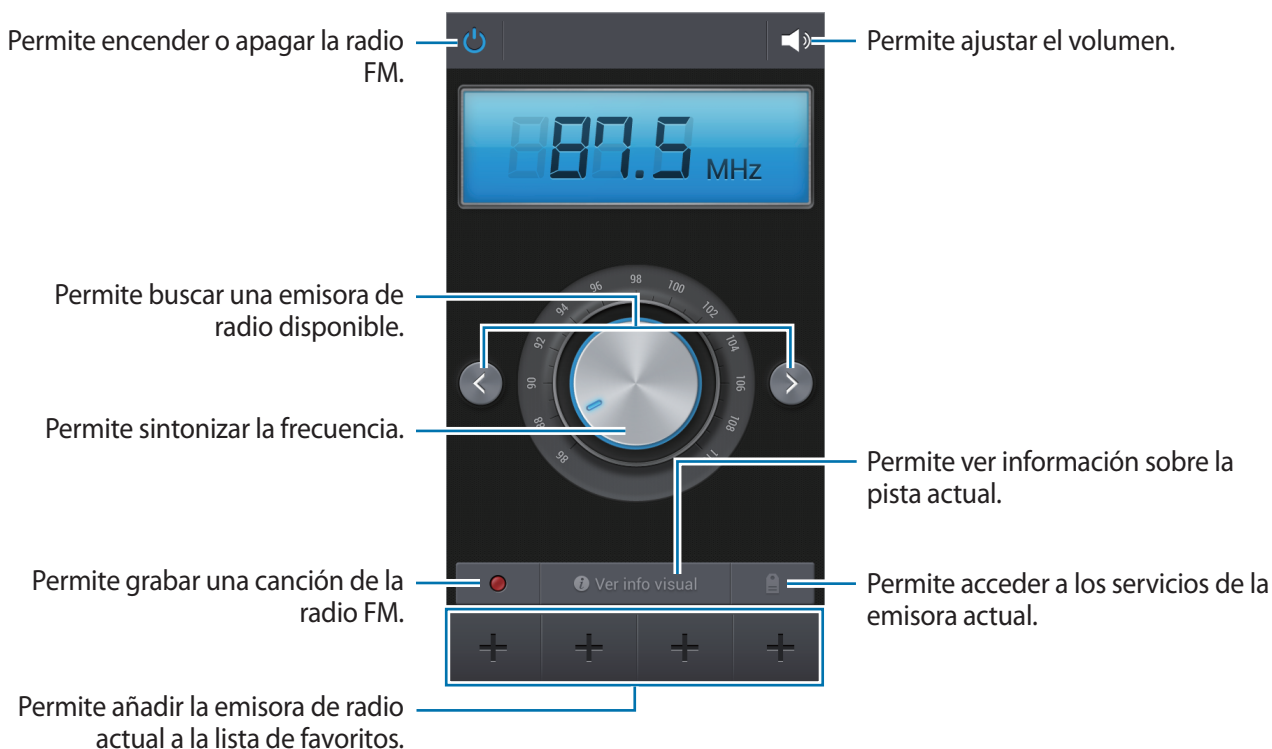 Permite encender o apagar la radio
FM.
Permite ajustar el volumen.
87.5 MHz
Permite buscar una emisora de
radio disponible.
86
88
90
92
94
96
98
100
102
104
106
108
Permite sintonizar la frecuencia.
Permite ver información sobre la
pista actual.
Permite grabar una canción de la
radio FM.
Ver info visual
Permite acceder a los servicios de la
emisora actual.
Permite añadir la emisora de radio
actual a la lista de favoritos.